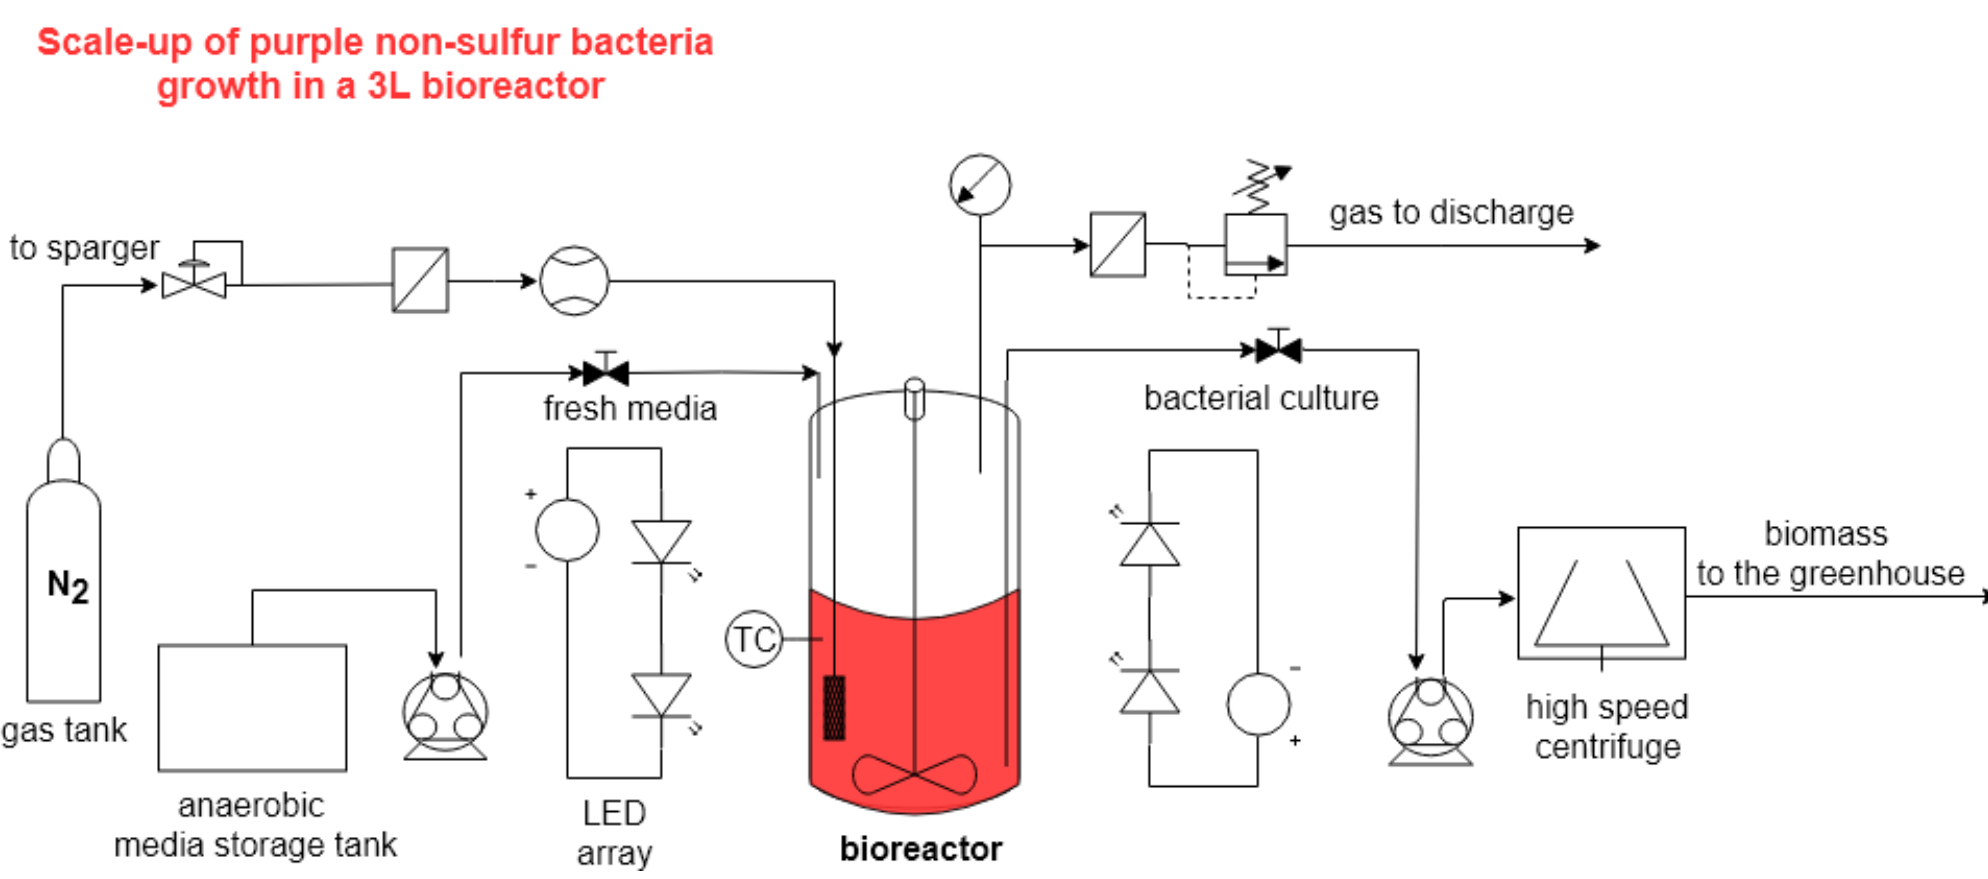 Scale-up of purple non-sulfur bacteria
growth in a 3L bioreactor
to sparger
gas to discharge
fresh media
bacterial culture
+
-
N2
TC
-
+
biomass
to the greenhouse
gas tank
high speed
centrifuge
anaerobic
media storage tank
LED
array
bioreactor